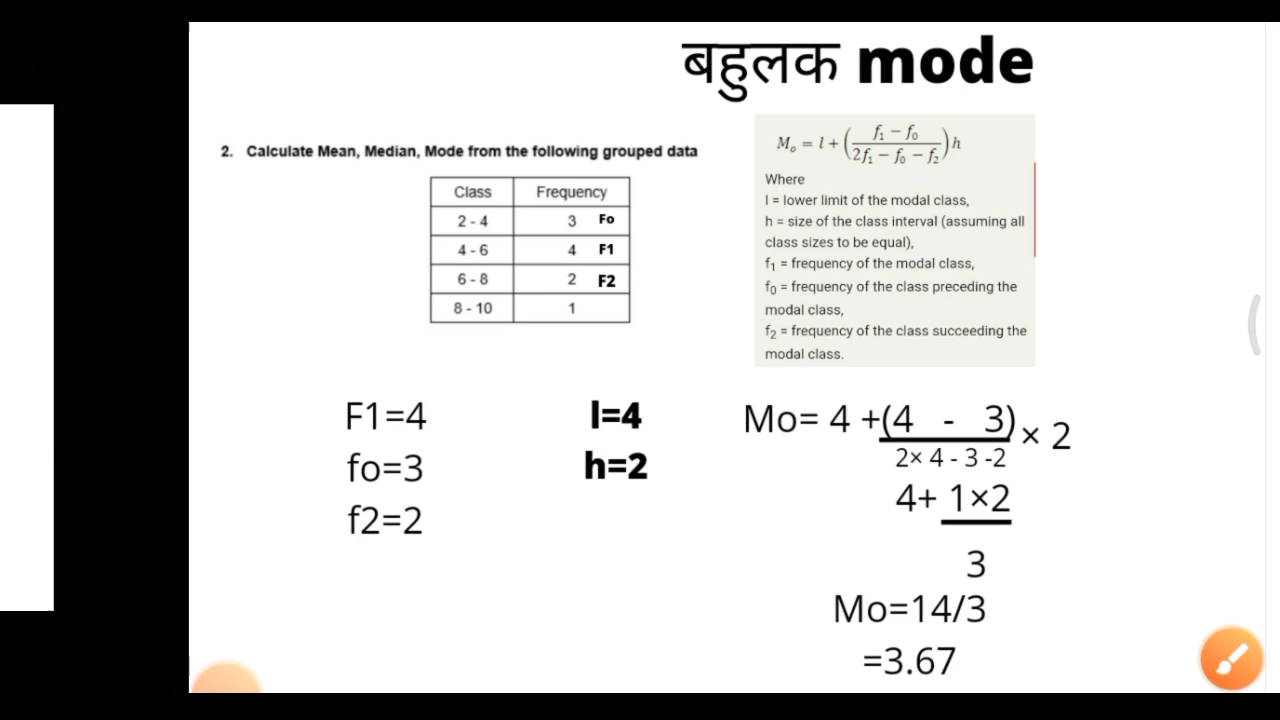 बहुलक mode
2. Calculate Mean, Median, Mode from the following grouped data
Class Frequency
2 - 4 3 Fo
4 - 6 4 F1
6 - 8 2 F2
8 - 10 1
Mₒ = l + ( (f₁ − f₀) / (2f₁ − f₀ − f₂) ) h
Where
l = lower limit of the modal class,
h = size of the class interval (assuming all
class sizes to be equal),
f₁ = frequency of the modal class,
f₀ = frequency of the class preceding the
modal class,
f₂ = frequency of the class succeeding the
modal class.
F1=4
fo=3
f2=2
l=4
h=2
Mo= 4 +(4 - 3) × 2
2× 4 - 3 -2
4+ 1×2
3
Mo=14/3
=3.67